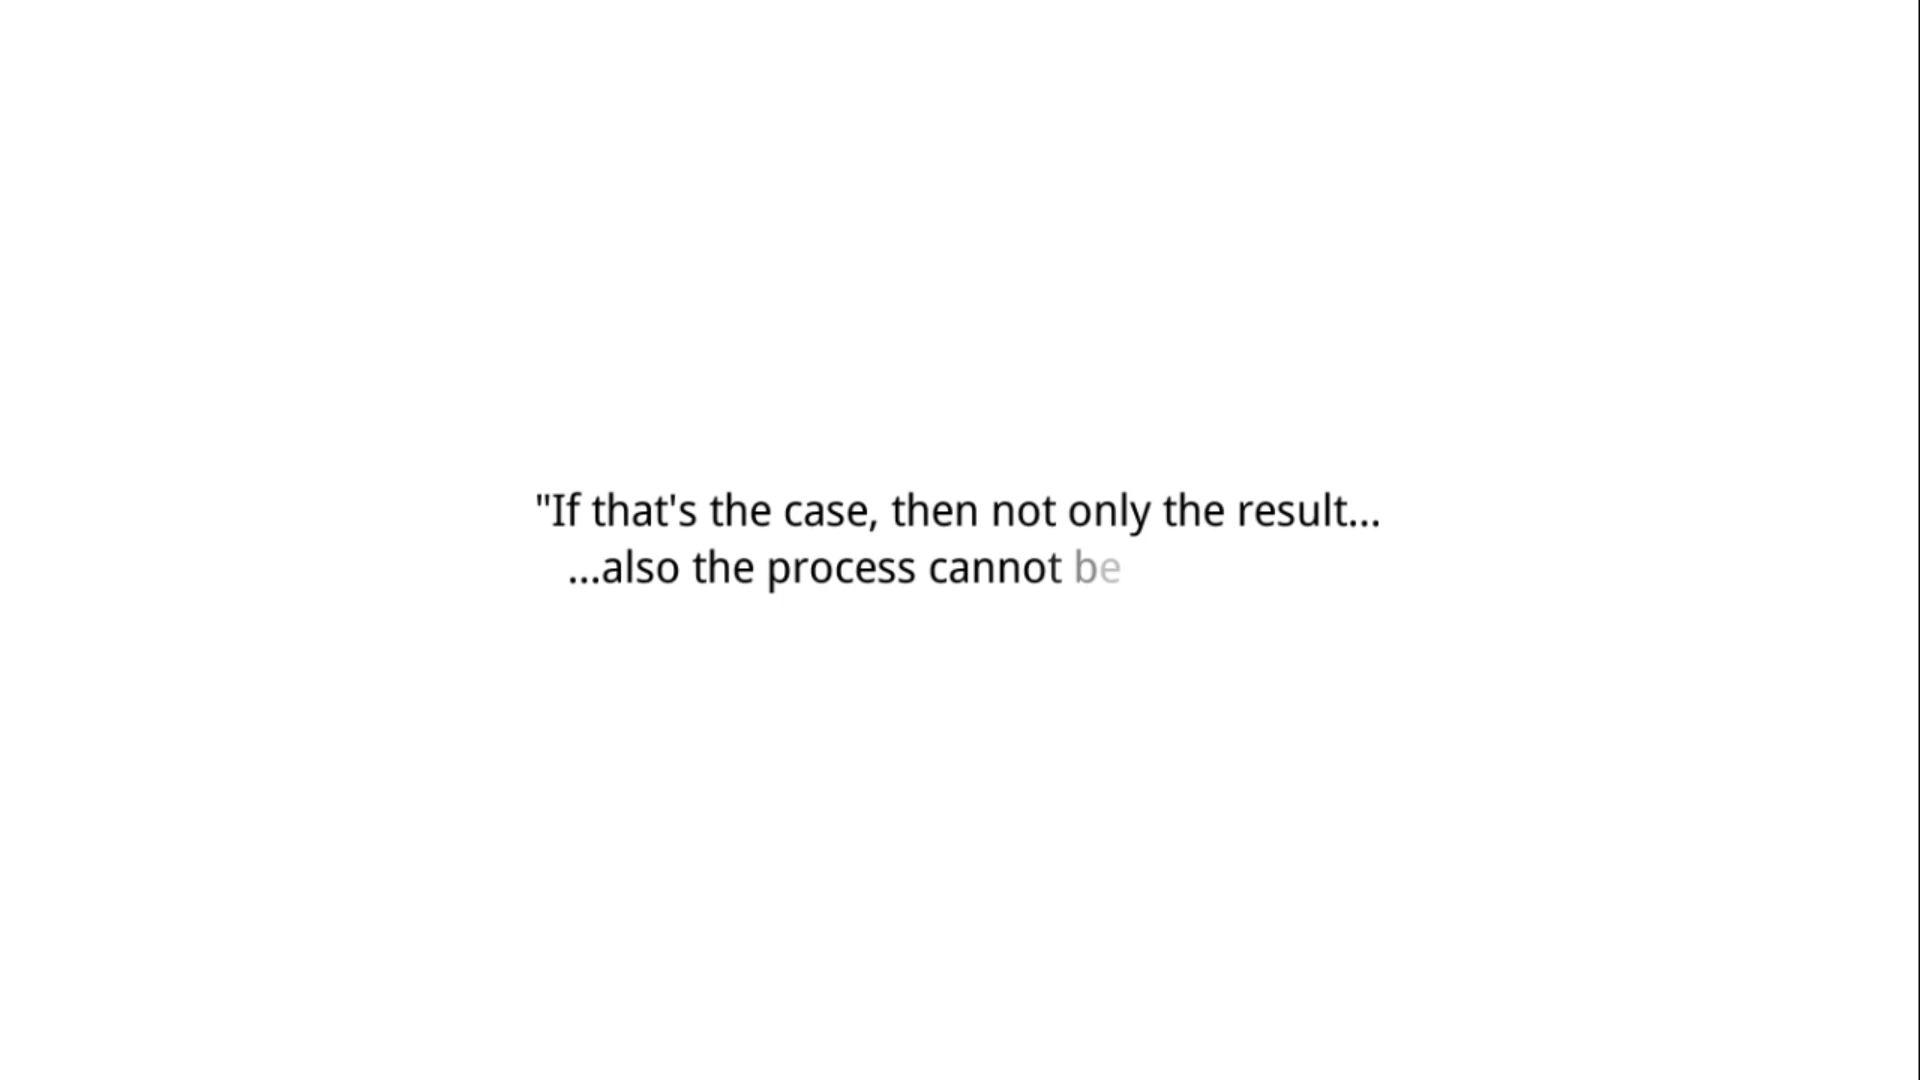 "If that's the case, then not only the result...
...also the process cannot be